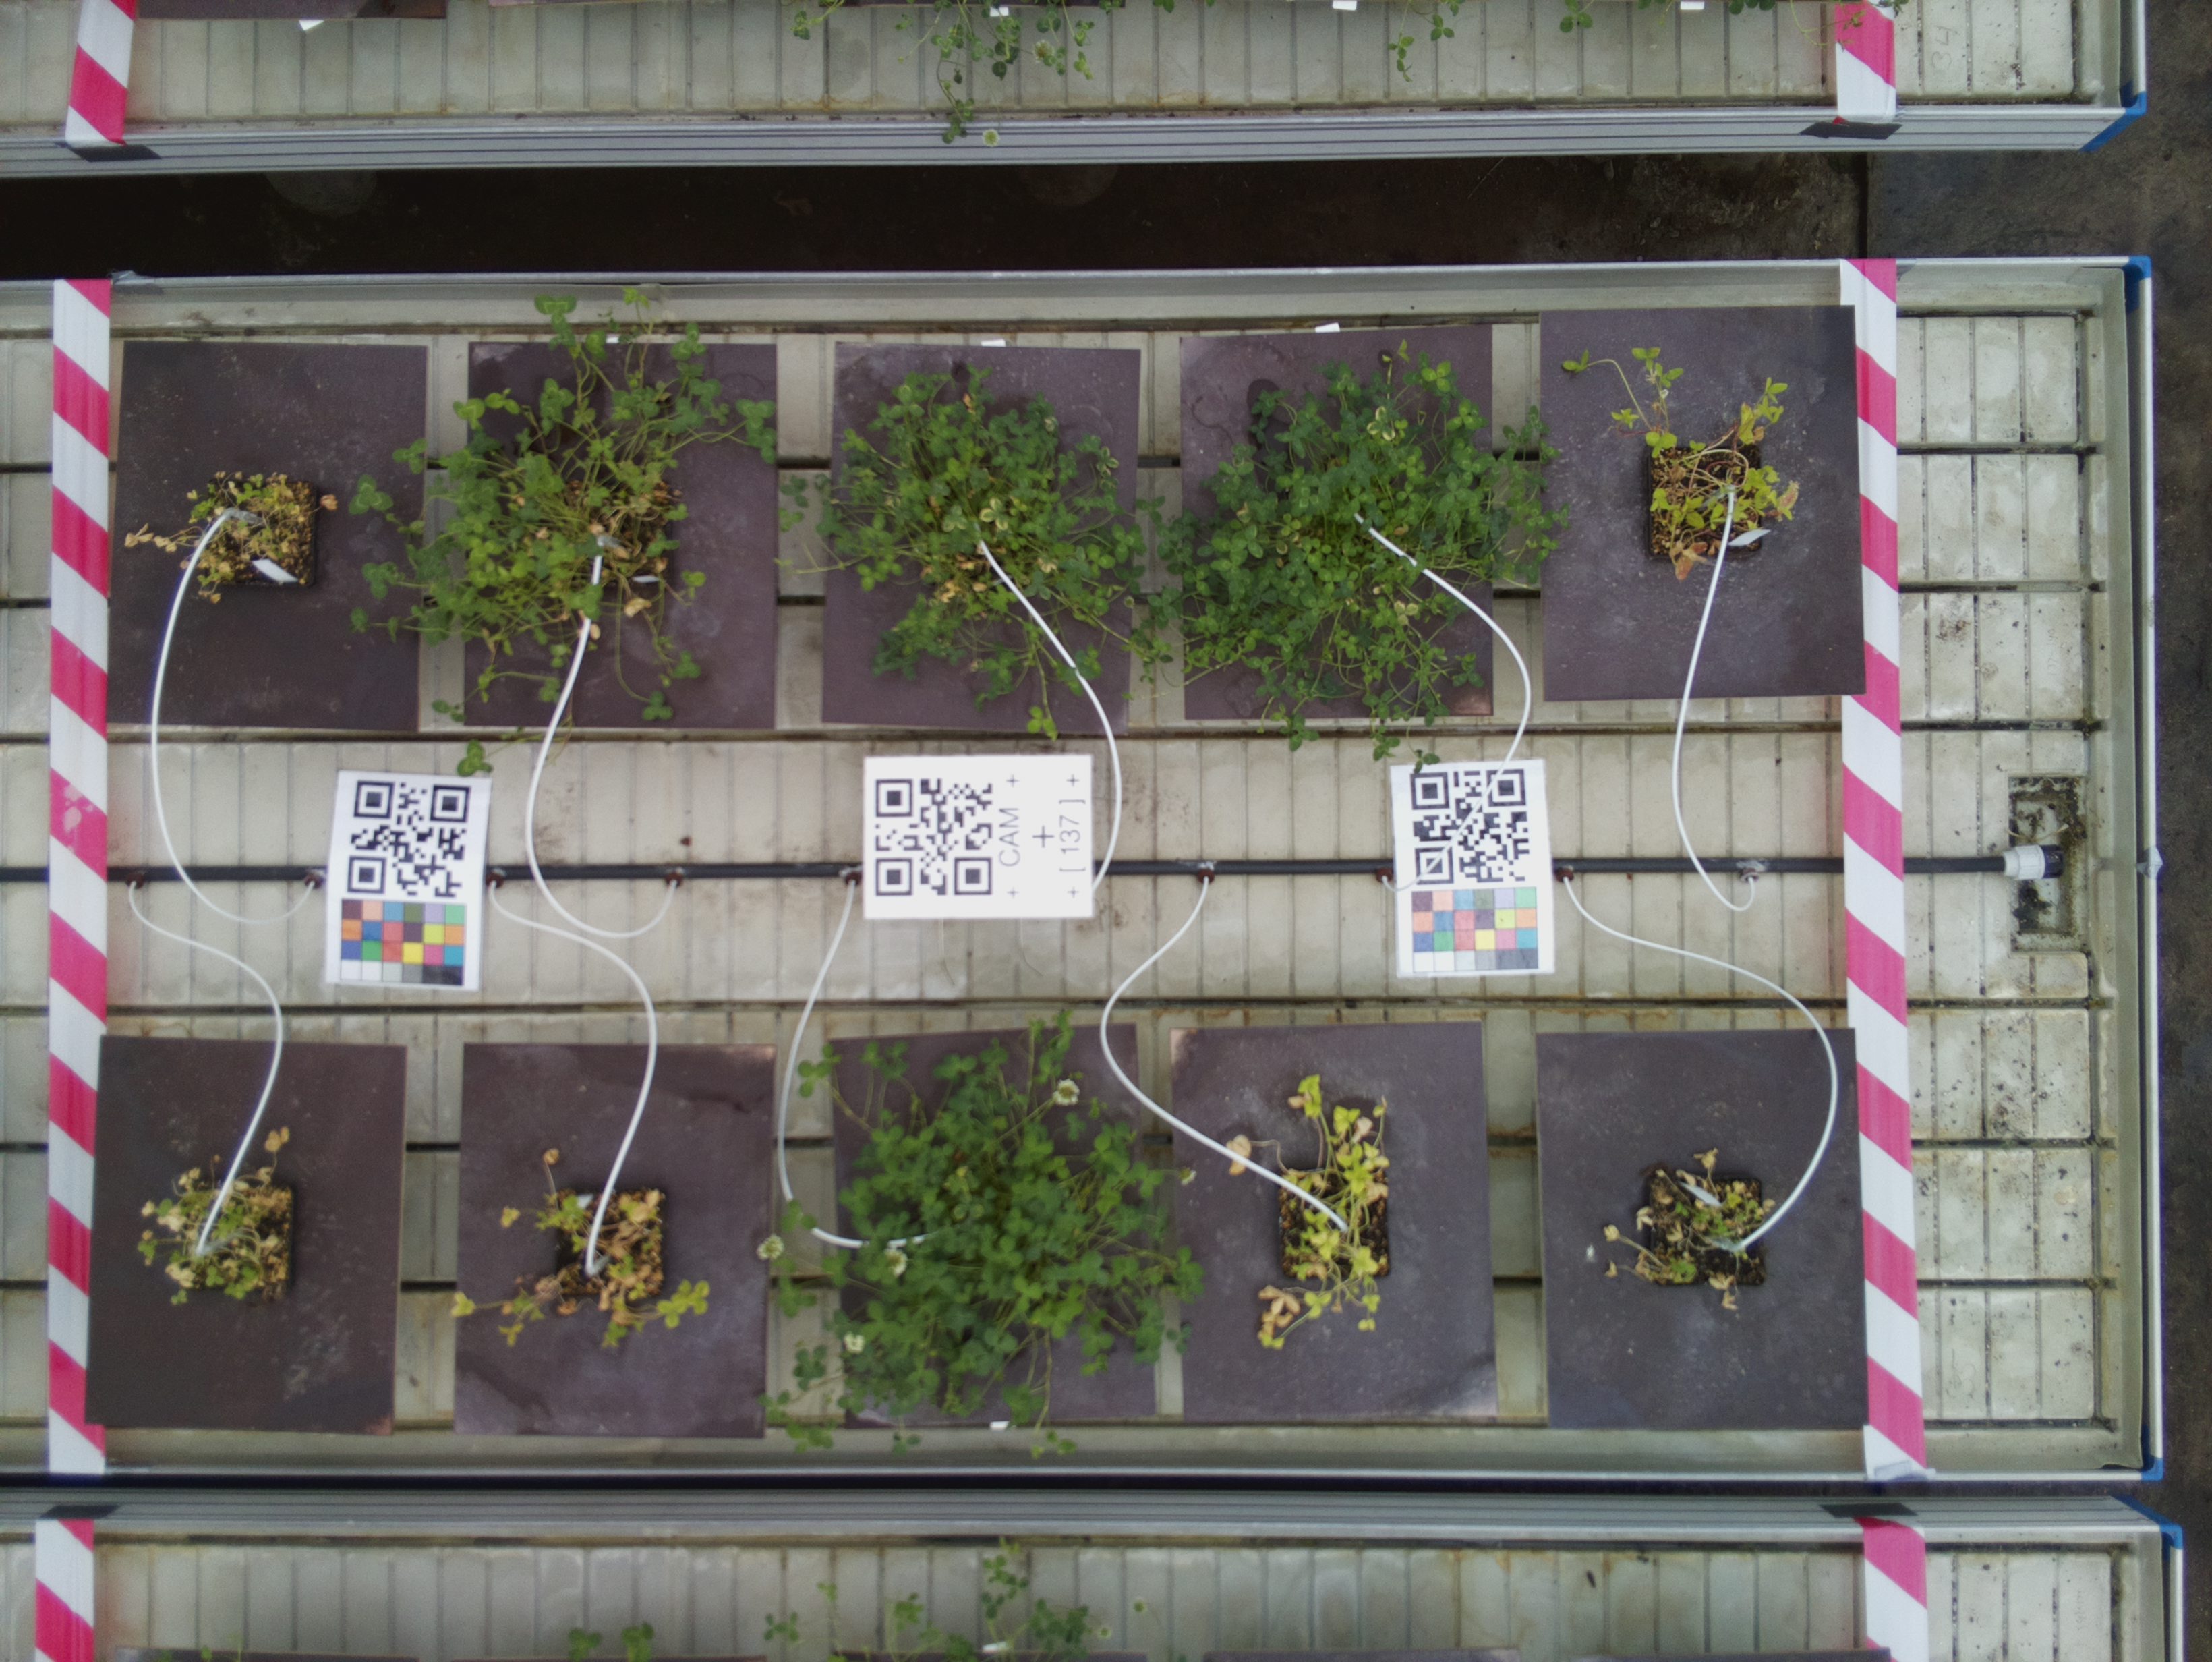 + CAM +
+
+ [ 137 ] +